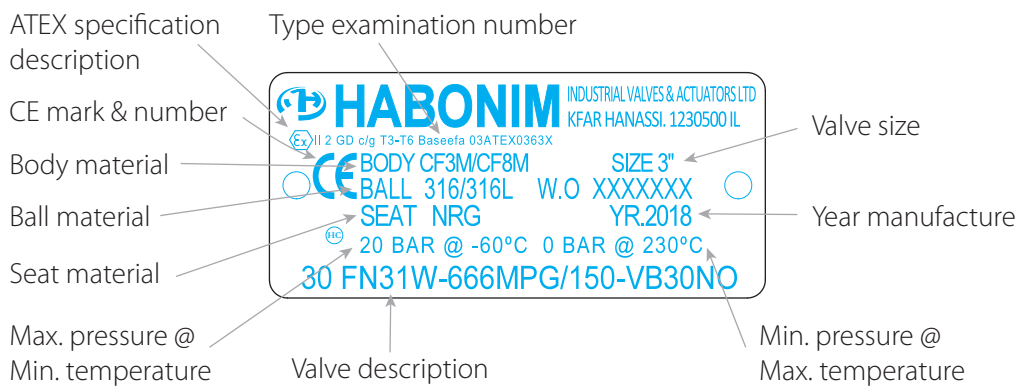 ATEX specification description
Type examination number
CE mark & number
Body material
Ball material
Seat material
Max. pressure @ Min. temperature
Valve description
Valve size
Year manufacture
Min. pressure @ Max. temperature
HABONIM
INDUSTRIAL VALVES & ACTUATORS LTD
KFAR HANASSI. 1230500 IL
Ex II 2 GD c/g T3-T6 Baseefa 03ATEX0363X
CE
BODY CF3M/CF8M SIZE 3"
BALL 316/316L W.O XXXXXXX
SEAT NRG YR.2018
HC
20 BAR @ -60ºC 0 BAR @ 230ºC
30 FN31W-666MPG/150-VB30NO